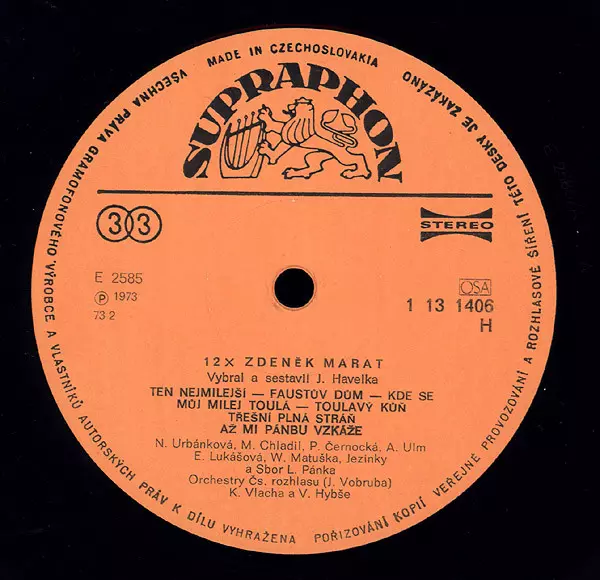 MADE IN CZECHOSLOVAKIA
SUPRAPHON
33
STEREO
E 2585
Ⓟ 1973
73 2
OSA
1 13 1406
H
12× ZDENĚK MARAT
Vybral a sestavil J. Havelka
TEN NEJMILEJŠÍ — FAUSTŮV DŮM — KDE SE
MŮJ MILEJ TOULÁ — TOULAVÝ KŮŇ
TŘEŠNÍ PLNÁ STRÁŇ
AŽ MI PÁNBU VZKÁŽE
N. Urbánková, M. Chladil, P. Černocká, A. Ulm
E. Lukášová, W. Matuška, Jezinky
a Sbor L. Pánka
Orchestry Čs. rozhlasu (J. Vobruba)
K. Vlacha a V. Hybše
VŠECHNA PRÁVA GRAMOFONOVÉHO VÝROBCE A VLASTNÍKŮ AUTORSKÝCH PRÁV K DÍLU VYHRAŽENA
POŘIZOVÁNÍ KOPIÍ VEŘEJNÉ PROVOZOVÁNÍ A ROZHLASOVÉ ŠÍŘENÍ TÉTO DESKY JE ZAKÁZÁNO